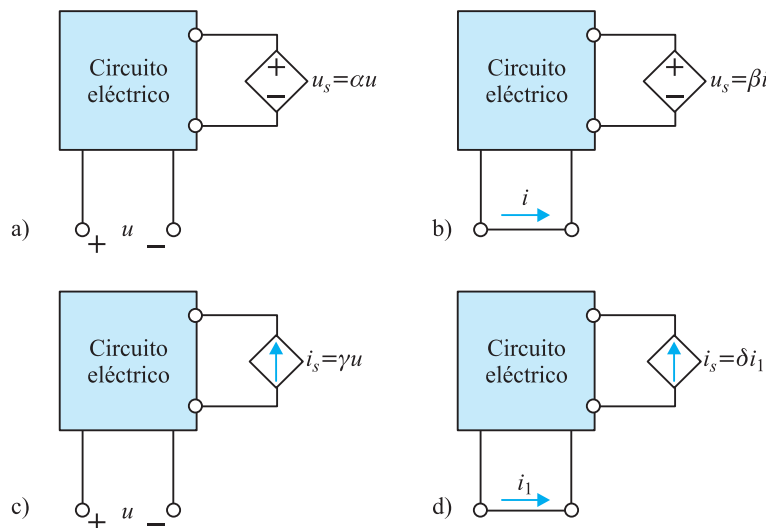 Circuito
eléctrico
+
−
u_s=αu
a)
+ u −
Circuito
eléctrico
+
−
u_s=βi
i
b)
Circuito
eléctrico
i_s=γu
c)
+ u −
Circuito
eléctrico
i_s=δi_1
i_1
d)